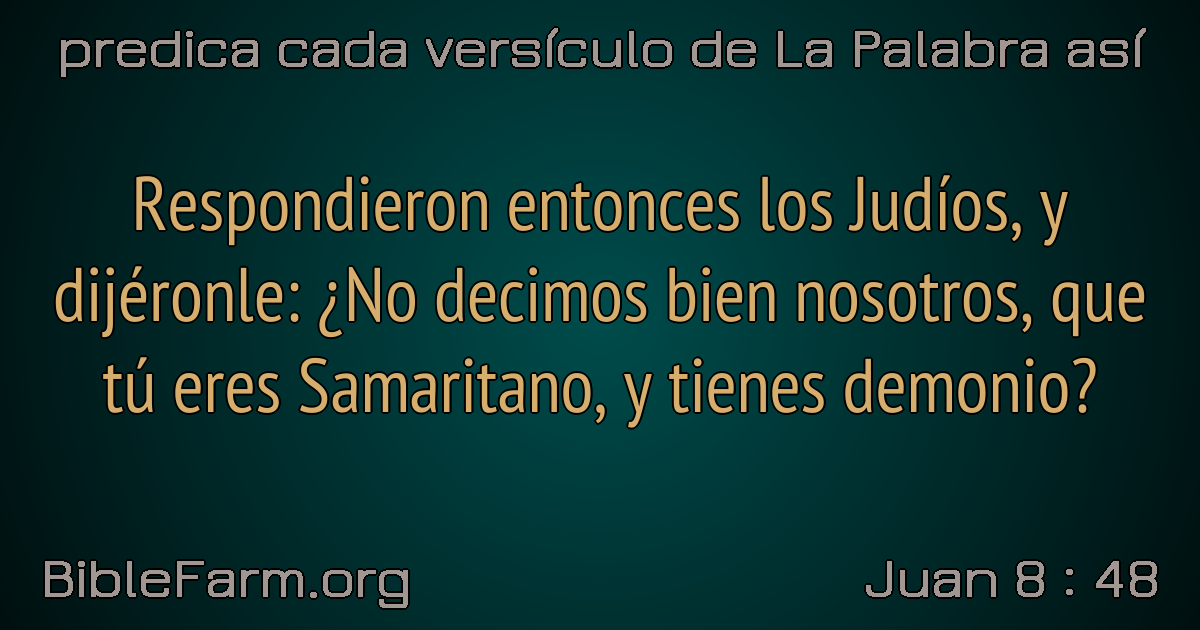 predica cada versículo de La Palabra así
Respondieron entonces los Judíos, y
dijéronle: ¿No decimos bien nosotros, que
tú eres Samaritano, y tienes demonio?
BibleFarm.org
Juan 8 : 48